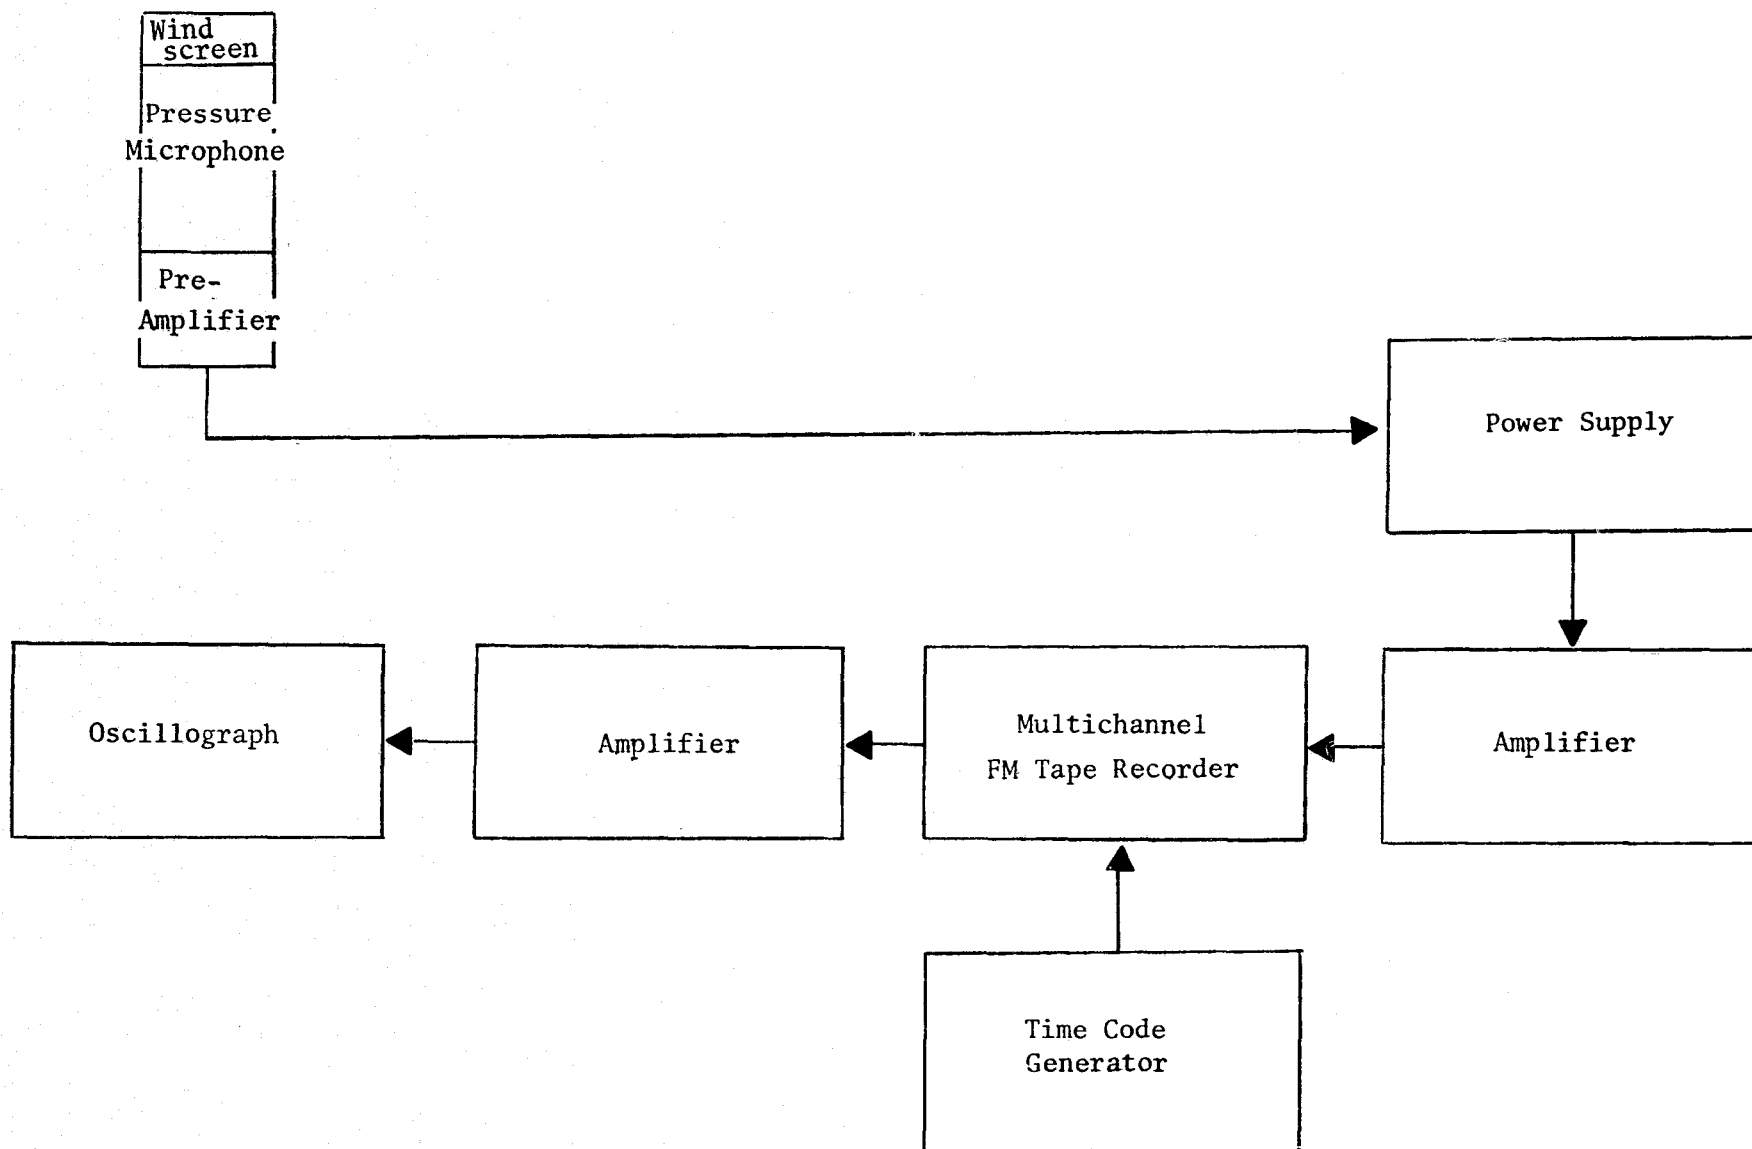 Wind
screen
Pressure
Microphone
Pre-
Amplifier
Power Supply
Oscillograph
Amplifier
Multichannel
FM Tape Recorder
Amplifier
Time Code
Generator